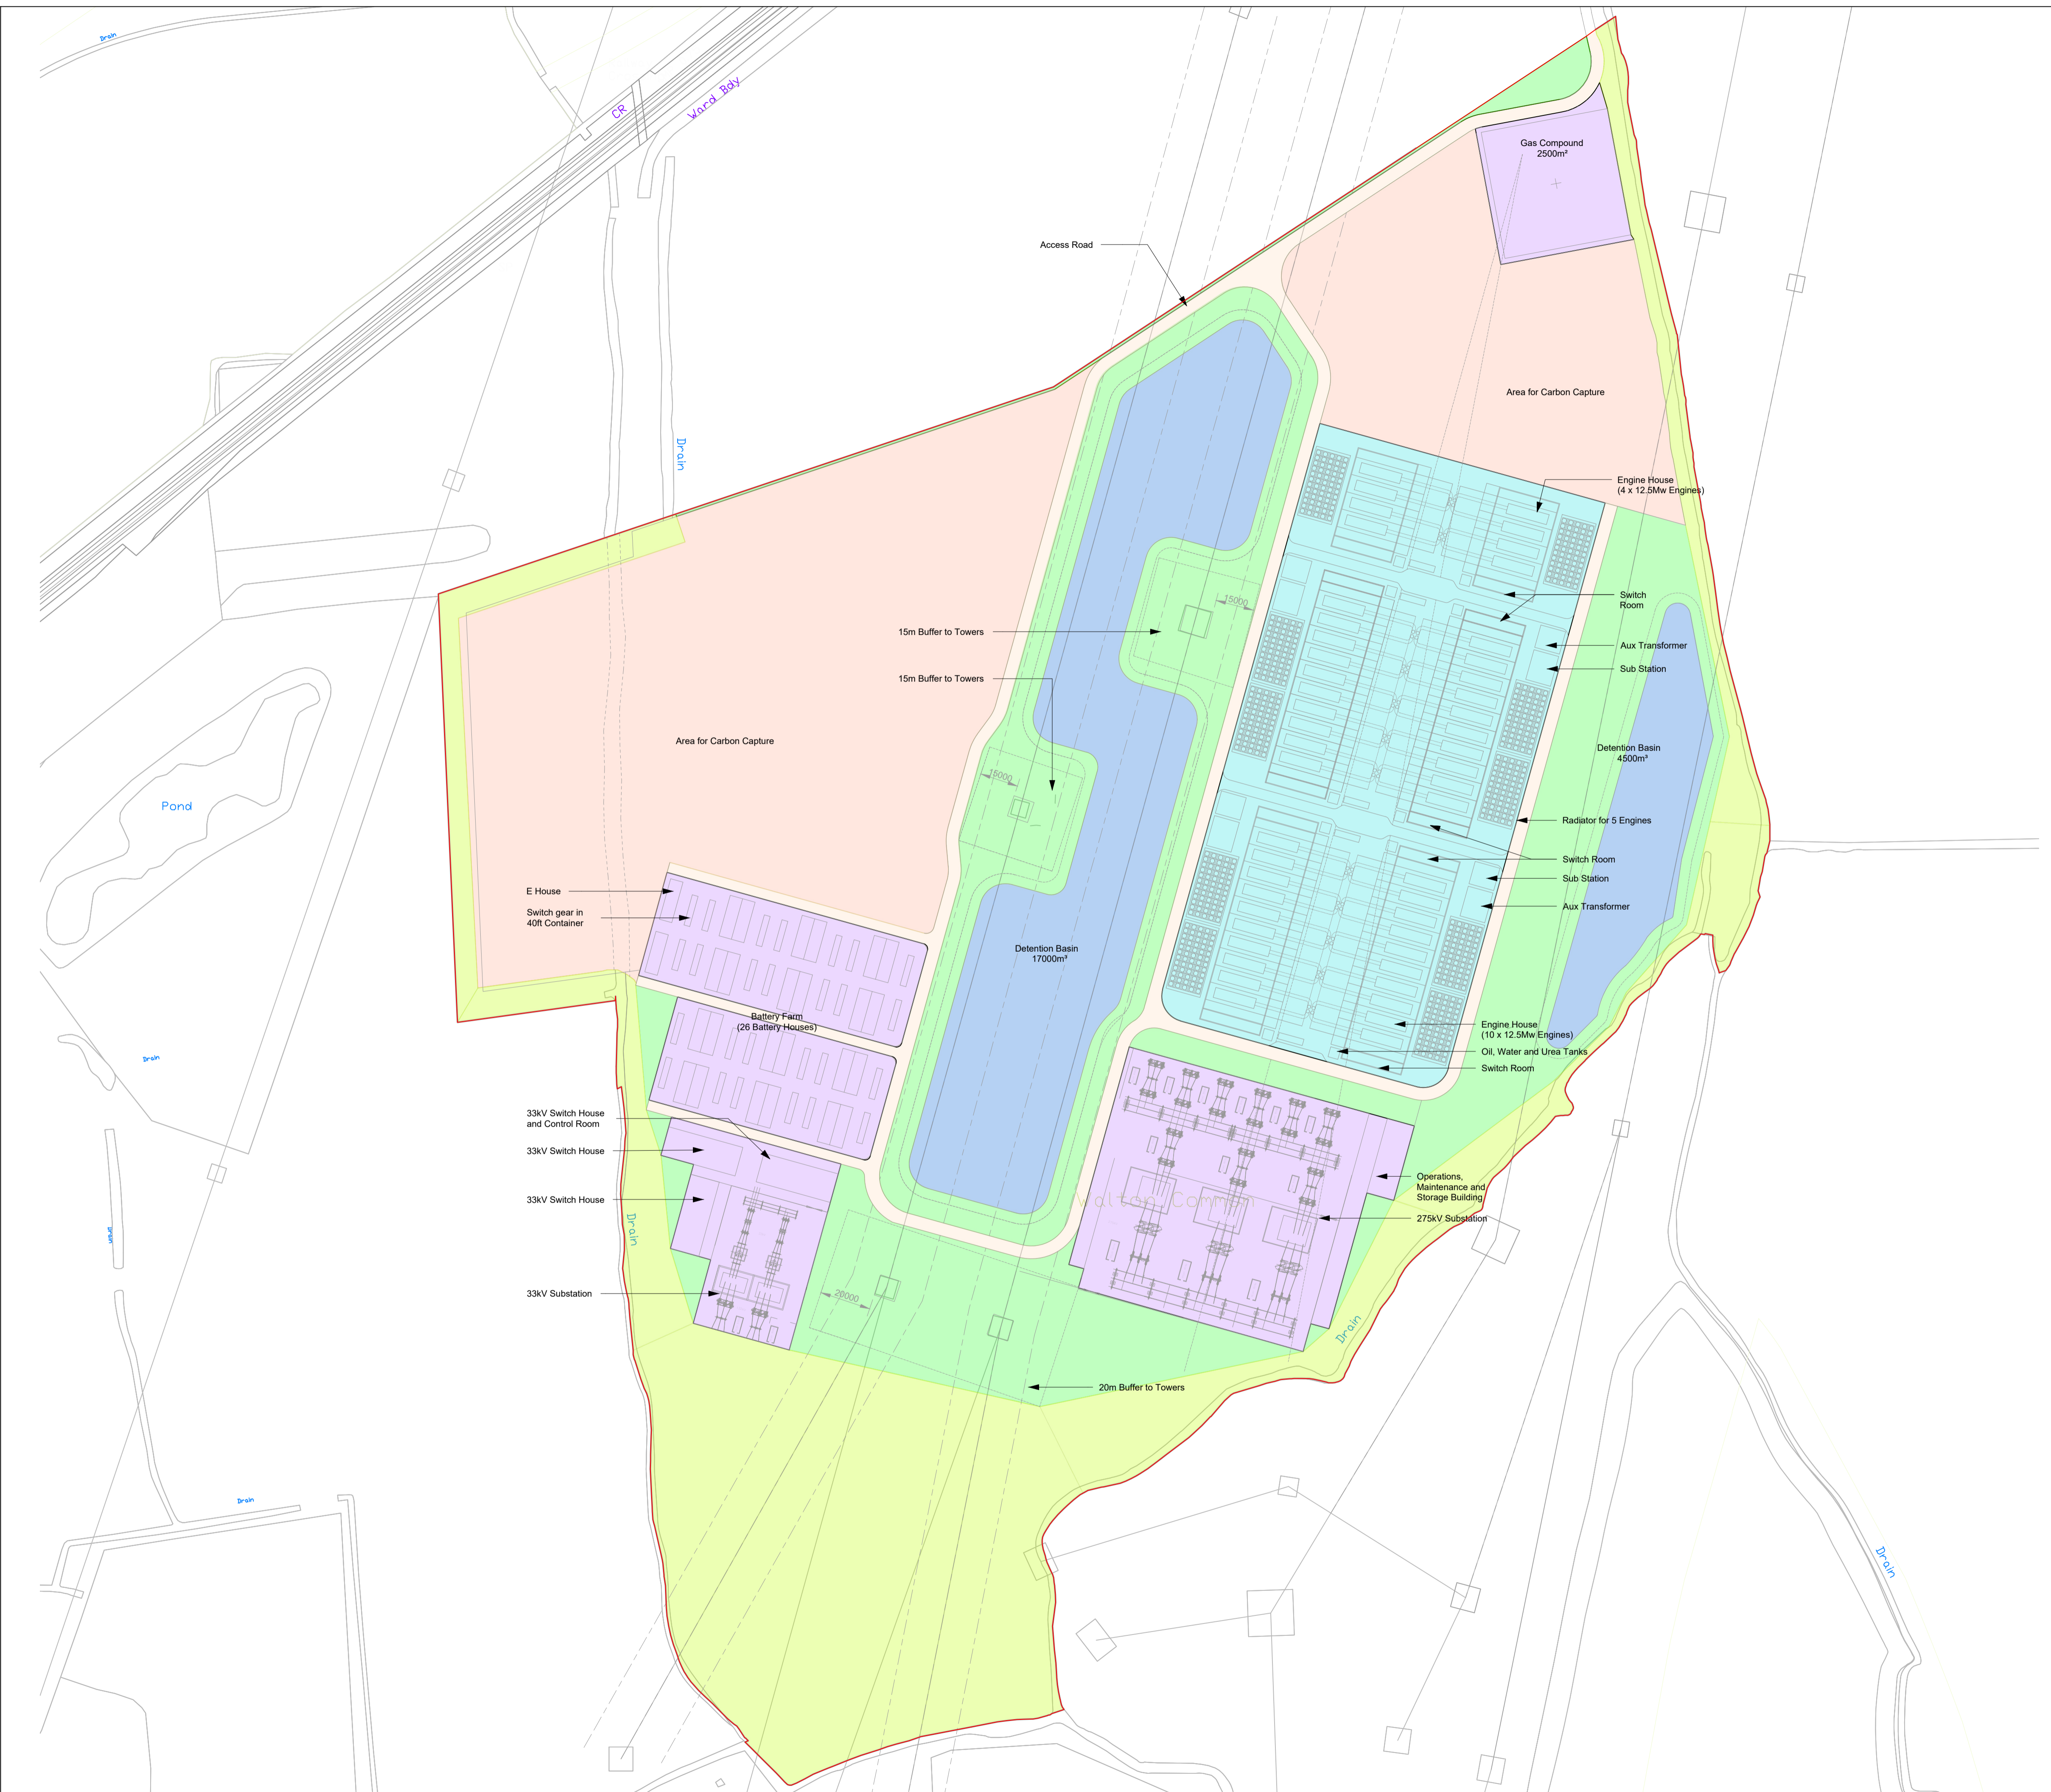 Drain
CR
Ward Bdy
Gas Compound
2500m²
Access Road
Area for Carbon Capture
Drain
Engine House
(4 x 12.5Mw Engines)
15000
Switch
Room
15m Buffer to Towers
Aux Transformer
Sub Station
15m Buffer to Towers
Area for Carbon Capture
Detention Basin
4500m³
15000
Pond
Radiator for 5 Engines
Switch Room
Sub Station
E House
Aux Transformer
Switch gear in
40ft Container
Detention Basin
17000m³
Battery Farm
(26 Battery Houses)
Engine House
(10 x 12.5Mw Engines)
Oil, Water and Urea Tanks
Switch Room
Drain
33kV Switch House
and Control Room
33kV Switch House
Operations,
Maintenance and
Storage Building
33kV Switch House
Walton Common
275kV Substation
Drain
Drain
33kV Substation
20000
Drain
20m Buffer to Towers
Drain
Drain